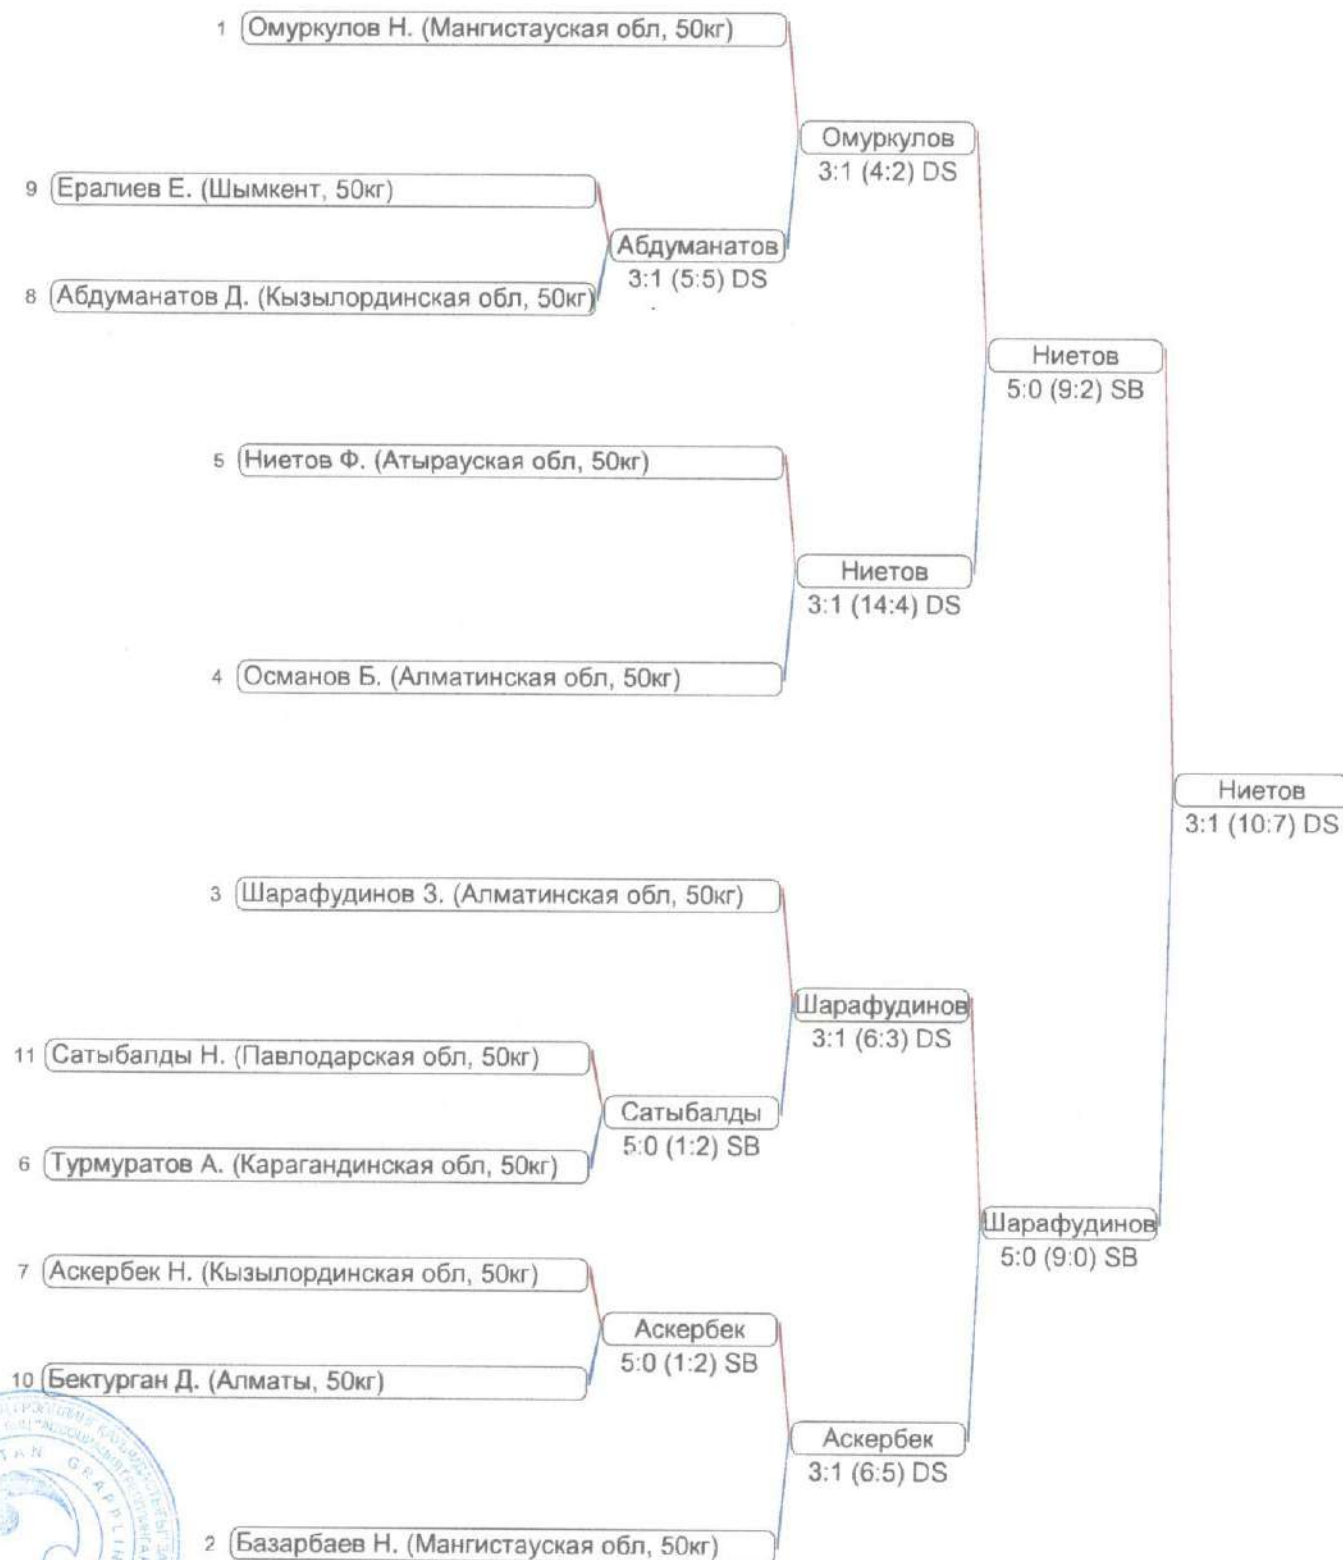 1 Омуркулов Н. (Мангистауская обл, 50кг)
Омуркулов
3:1 (4:2) DS
9 Ералиев Е. (Шымкент, 50кг)
Абдуманатов
3:1 (5:5) DS
8 Абдуманатов Д. (Кызылординская обл, 50кг)
Ниетов
5:0 (9:2) SB
5 Ниетов Ф. (Атырауская обл, 50кг)
Ниетов
3:1 (14:4) DS
4 Османов Б. (Алматинская обл, 50кг)
Ниетов
3:1 (10:7) DS
3 Шарафудинов З. (Алматинская обл, 50кг)
Шарафудинов
3:1 (6:3) DS
11 Сатыбалды Н. (Павлодарская обл, 50кг)
Сатыбалды
5:0 (1:2) SB
6 Турмуратов А. (Карагандинская обл, 50кг)
Шарафудинов
5:0 (9:0) SB
7 Аскербек Н. (Кызылординская обл, 50кг)
Аскербек
5:0 (1:2) SB
10 Бектурган Д. (Алматы, 50кг)
Аскербек
3:1 (6:5) DS
2 Базарбаев Н. (Мангистауская обл, 50кг)